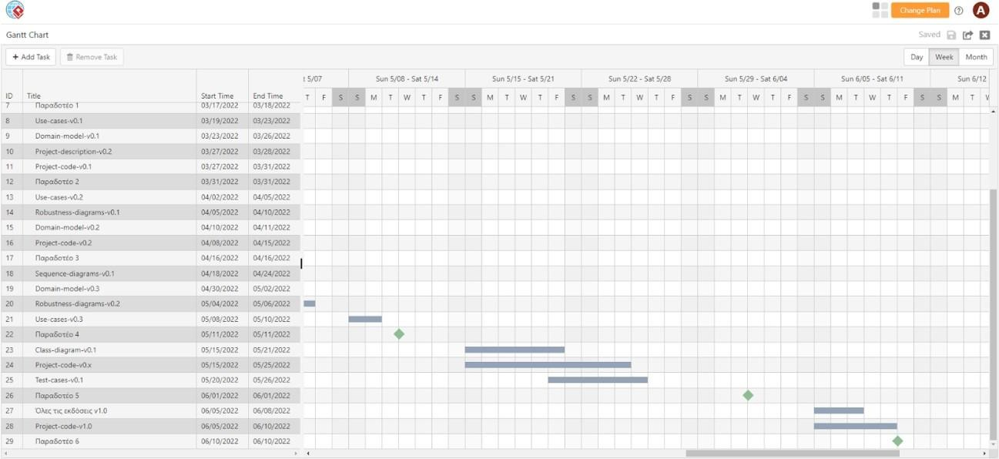 Change Plan ? A
Gantt Chart Saved
+ Add Task Remove Task Day Week Month
5/07 Sun 5/08 - Sat 5/14 Sun 5/15 - Sat 5/21 Sun 5/22 - Sat 5/28 Sun 5/29 - Sat 6/04 Sun 6/05 - Sat 6/11 Sun 6/12
ID Title Start Time End Time T F S S M T W T F S S M T W T F S S M T W T F S S M T W T F S S M T W T F S S M T W
7 Παραδοτέο 1 03/17/2022 03/18/2022
8 Use-cases-v0.1 03/19/2022 03/23/2022
9 Domain-model-v0.1 03/23/2022 03/26/2022
10 Project-description-v0.2 03/27/2022 03/28/2022
11 Project-code-v0.1 03/27/2022 03/31/2022
12 Παραδοτέο 2 03/31/2022 03/31/2022
13 Use-cases-v0.2 04/02/2022 04/05/2022
14 Robustness-diagrams-v0.1 04/05/2022 04/10/2022
15 Domain-model-v0.2 04/10/2022 04/11/2022
16 Project-code-v0.2 04/08/2022 04/15/2022
17 Παραδοτέο 3 04/16/2022 04/16/2022
18 Sequence-diagrams-v0.1 04/18/2022 04/24/2022
19 Domain-model-v0.3 04/30/2022 05/02/2022
20 Robustness-diagrams-v0.2 05/04/2022 05/06/2022
21 Use-cases-v0.3 05/08/2022 05/10/2022
22 Παραδοτέο 4 05/11/2022 05/11/2022
23 Class-diagram-v0.1 05/15/2022 05/21/2022
24 Project-code-v0.x 05/15/2022 05/25/2022
25 Test-cases-v0.1 05/20/2022 05/26/2022
26 Παραδοτέο 5 06/01/2022 06/01/2022
27 Όλες τις εκδόσεις v1.0 06/05/2022 06/08/2022
28 Project-code-v1.0 06/05/2022 06/10/2022
29 Παραδοτέο 6 06/10/2022 06/10/2022